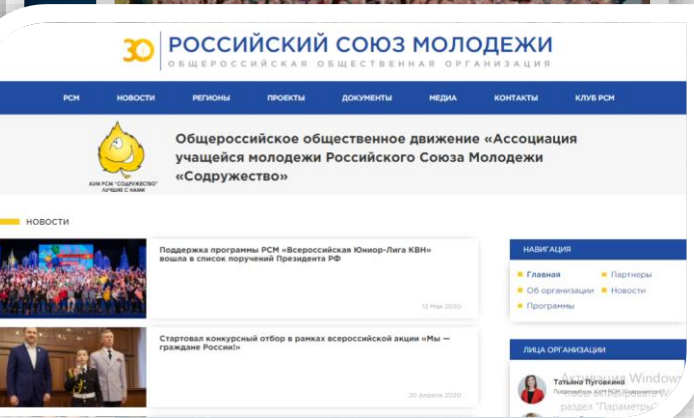 30 РОССИЙСКИЙ СОЮЗ МОЛОДЕЖИ
ОБЩЕРОССИЙСКАЯ ОБЩЕСТВЕННАЯ ОРГАНИЗАЦИЯ
РСМ НОВОСТИ РЕГИОНЫ ПРОЕКТЫ ДОКУМЕНТЫ МЕДИА КОНТАКТЫ КЛУБ РСМ
АУМ РСМ "СОДРУЖЕСТВО"
ЛУЧШИЕ С НАМИ
Общероссийское общественное движение «Ассоциация
учащейся молодежи Российского Союза Молодежи
«Содружество»
НОВОСТИ
Поддержка программы РСМ «Всероссийская Юниор-Лига КВН»
вошла в список поручений Президента РФ
12 Мая 2020
Стартовал конкурсный отбор в рамках всероссийской акции «Мы —
граждане России!»
20 Апреля 2020
НАВИГАЦИЯ
Главная Партнеры
Об организации Новости
Программы
ЛИЦА ОРГАНИЗАЦИИ
Татьяна Пуговкина
Активация Windows
Чтобы активировать
раздел "Параметры